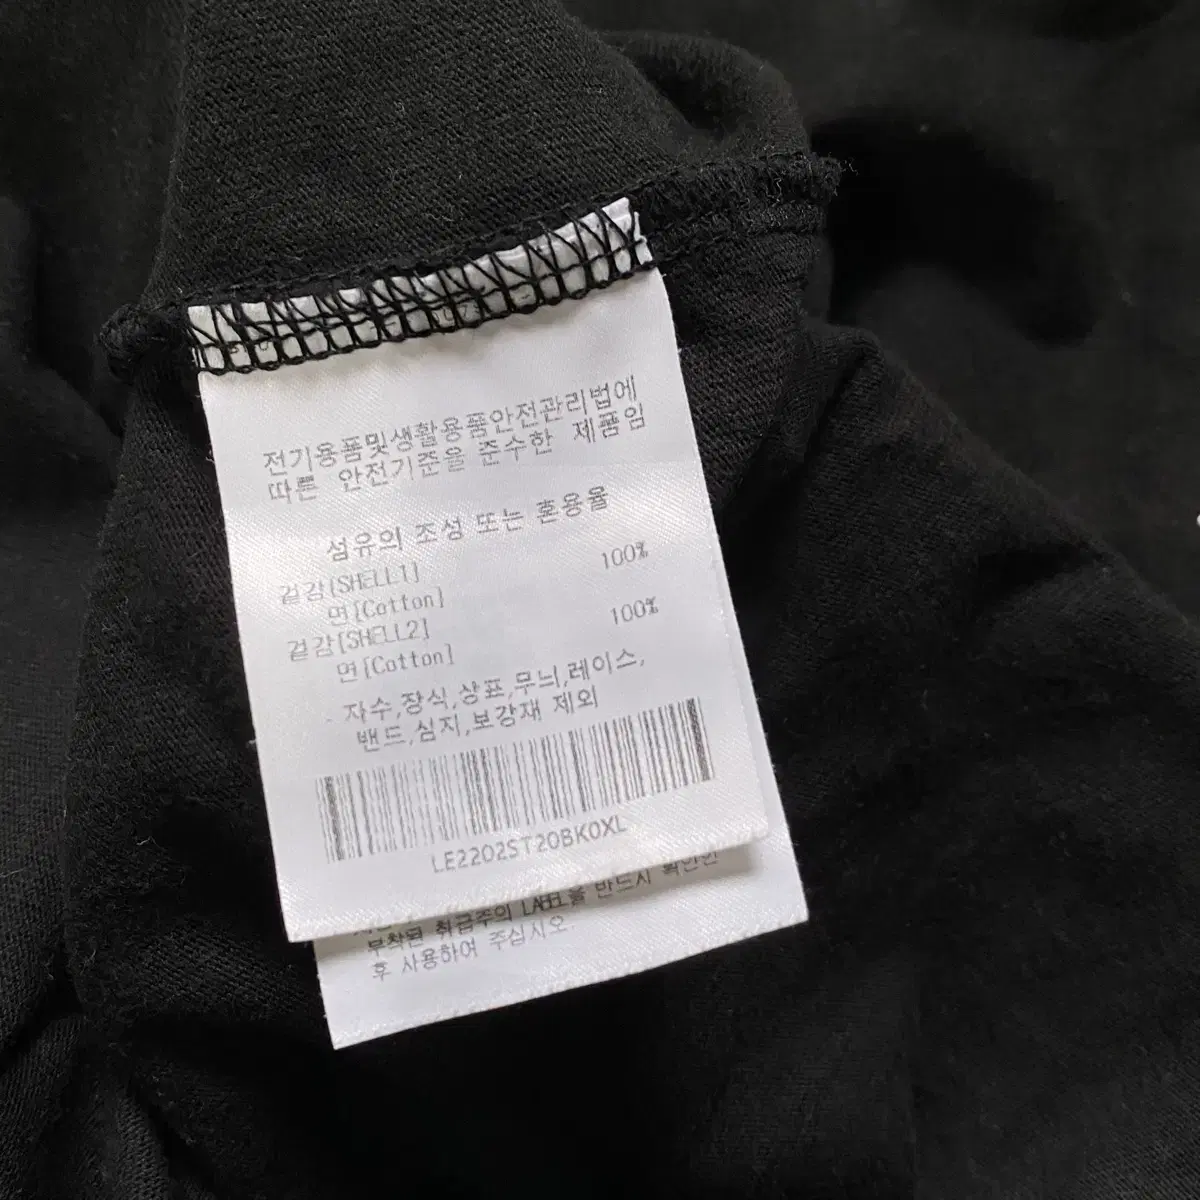 전기용품및생활용품안전관리법에
따른 안전기준을 준수한 제품임
섬유의 조성 또는 혼용율
겉감[SHELL1]
면[Cotton] 100%
겉감[SHELL2]
면[Cotton] 100%
자수,장식,상표,무늬,레이스,
밴드,심지,보강재 제외
LE2202ST20BK0XL
부착된 취급주의 LABEL을 반드시 확인한
후 사용하여 주십시오.